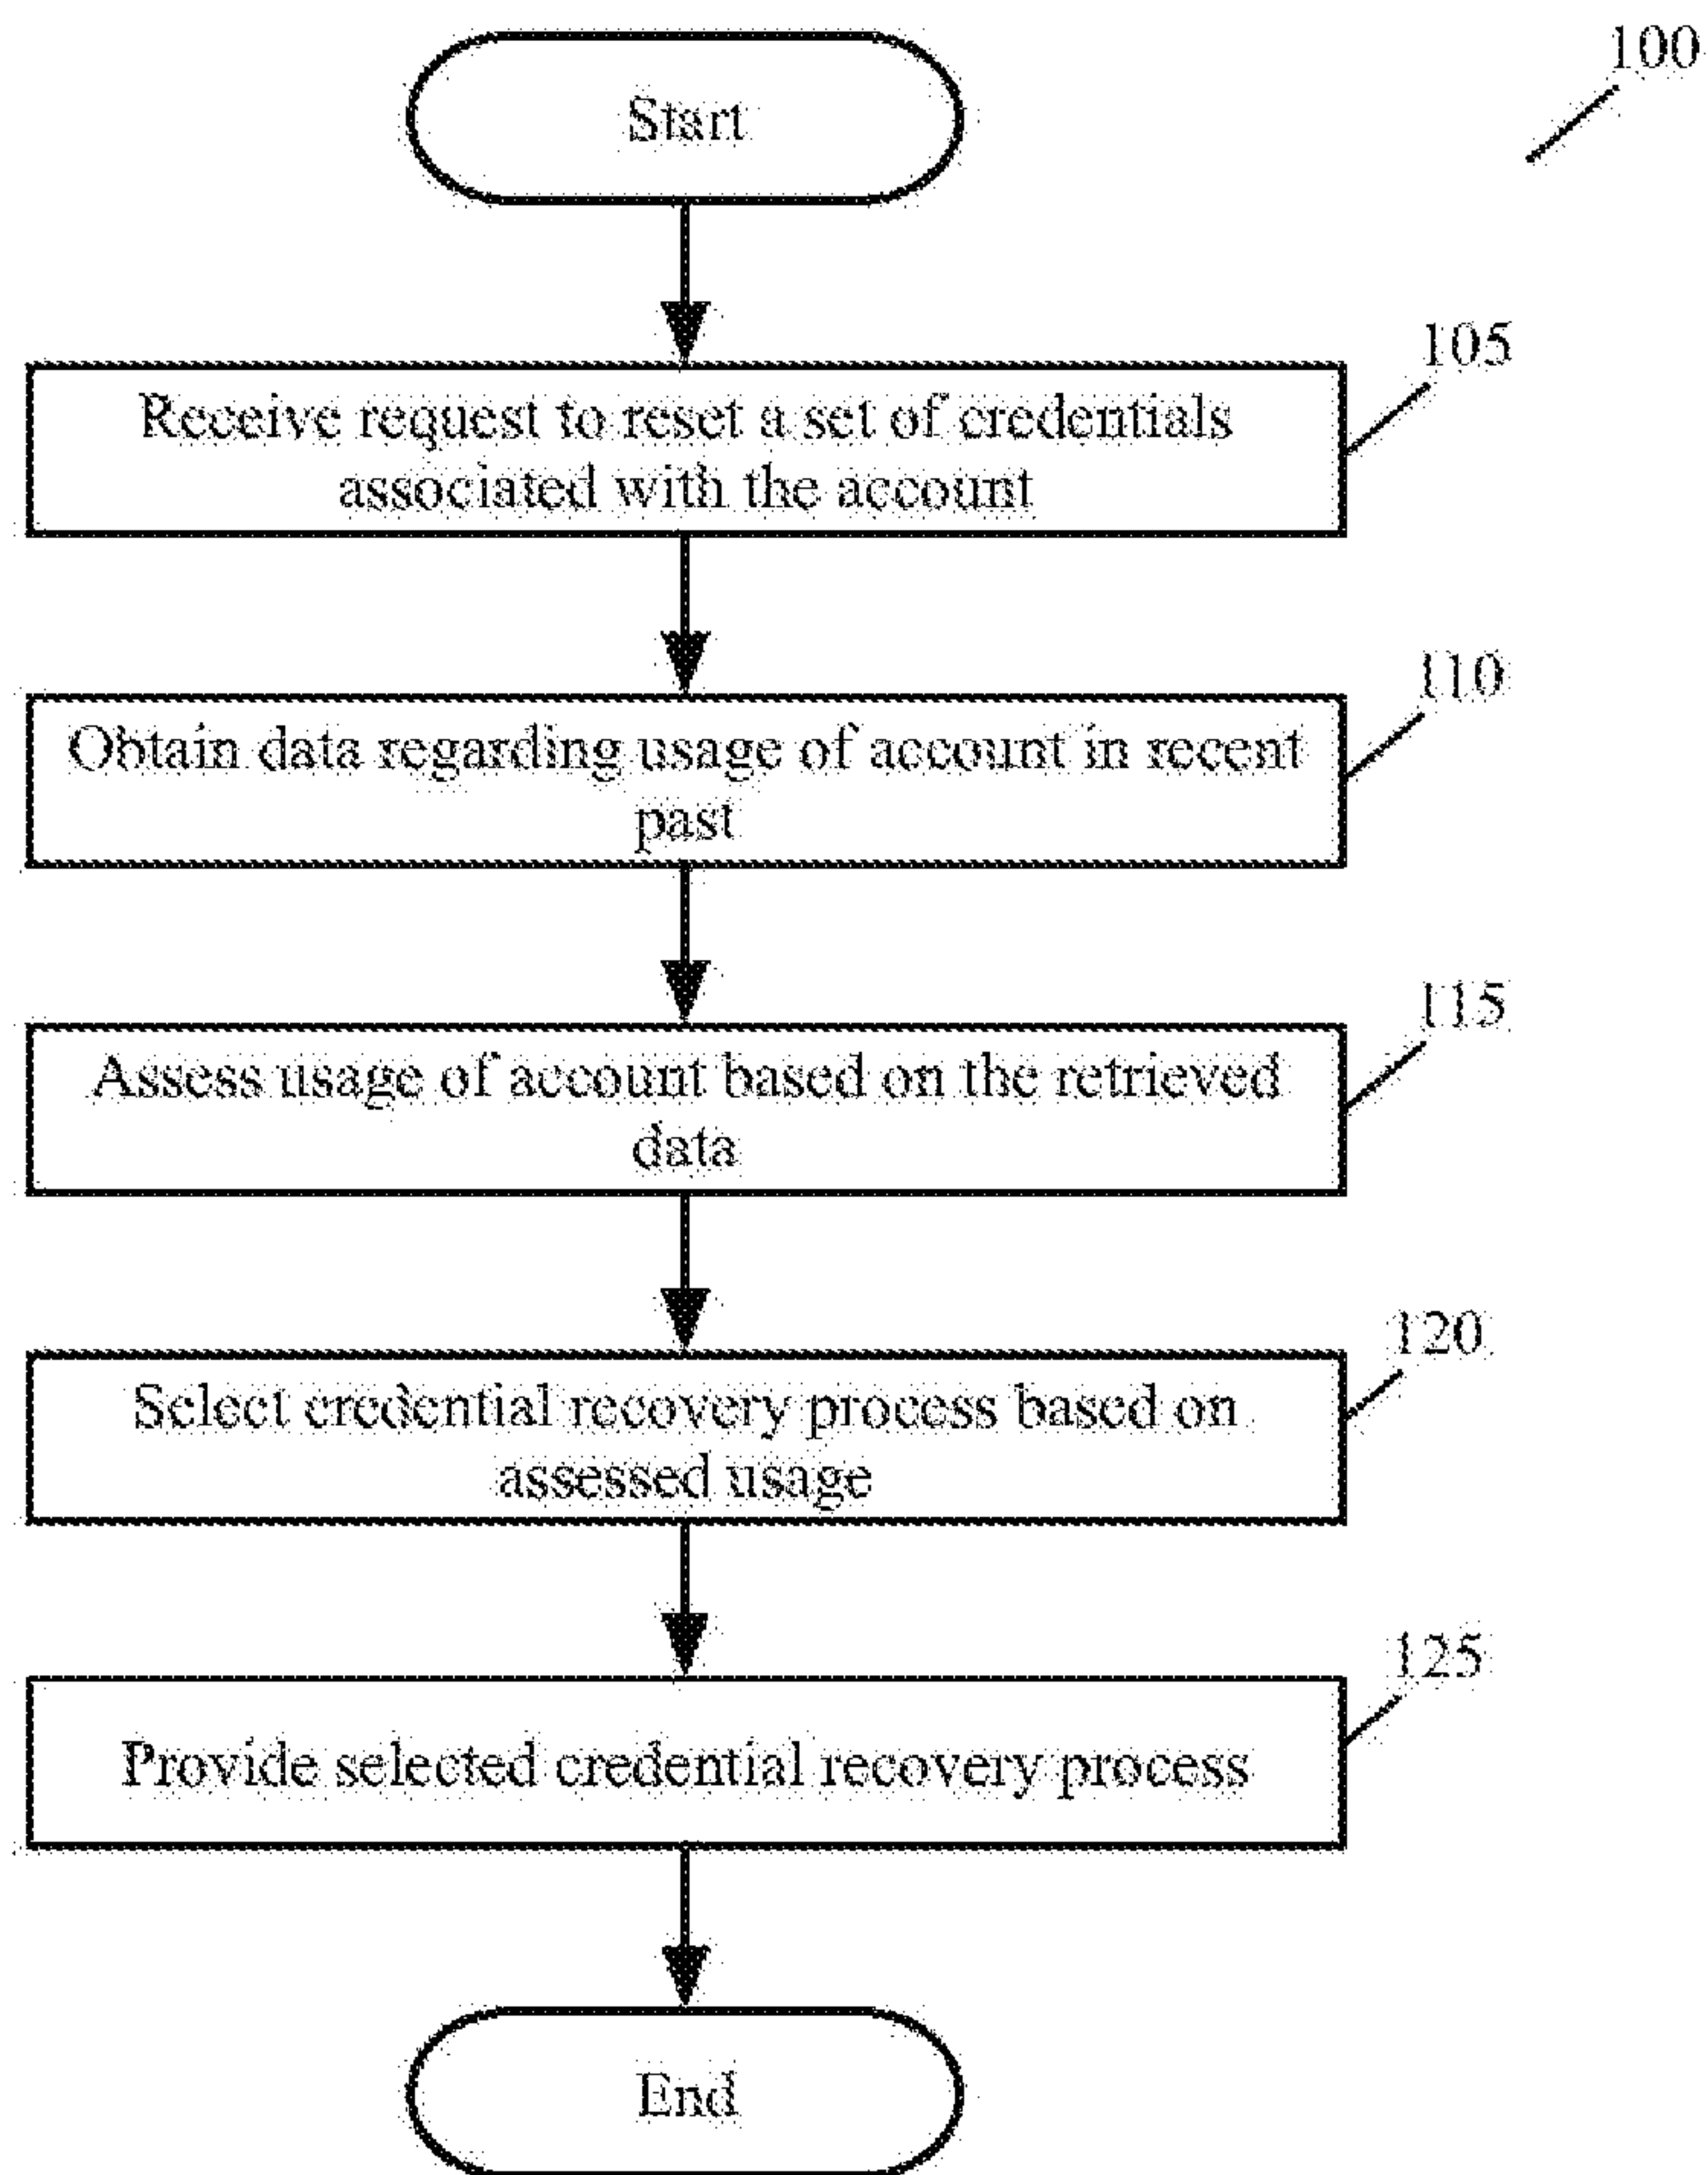 Start
100
Receive request to reset a set of credentials
associated with the account
105
Obtain data regarding usage of account in recent
past
110
Assess usage of account based on the retrieved
data
115
Select credential recovery process based on
assessed usage
120
Provide selected credential recovery process
125
End